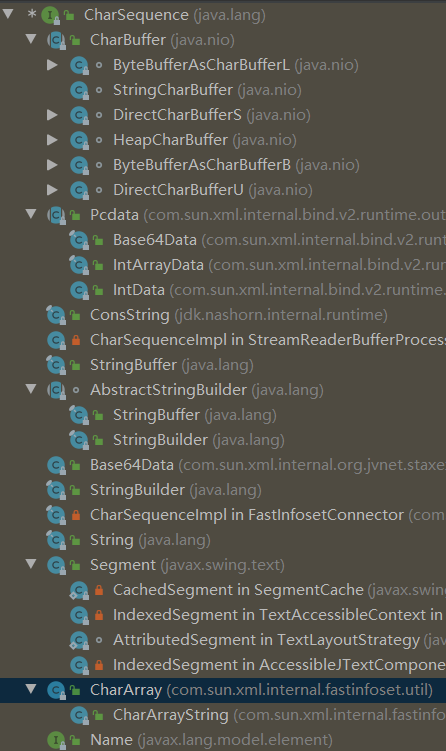 * CharSequence (java.lang)
CharBuffer (java.nio)
ByteBufferAsCharBufferL (java.nio)
StringCharBuffer (java.nio)
DirectCharBufferS (java.nio)
HeapCharBuffer (java.nio)
ByteBufferAsCharBufferB (java.nio)
DirectCharBufferU (java.nio)
Pcdata (com.sun.xml.internal.bind.v2.runtime.out
Base64Data (com.sun.xml.internal.bind.v2.runt
IntArrayData (com.sun.xml.internal.bind.v2.ru
IntData (com.sun.xml.internal.bind.v2.runtime.
ConsString (jdk.nashorn.internal.runtime)
CharSequenceImpl in StreamReaderBufferProces
StringBuffer (java.lang)
AbstractStringBuilder (java.lang)
StringBuffer (java.lang)
StringBuilder (java.lang)
Base64Data (com.sun.xml.internal.org.jvnet.staxe
StringBuilder (java.lang)
CharSequenceImpl in FastInfosetConnector (com
String (java.lang)
Segment (javax.swing.text)
CachedSegment in SegmentCache (javax.swin
IndexedSegment in TextAccessibleContext in
AttributedSegment in TextLayoutStrategy (jav
IndexedSegment in AccessibleJTextCompone
CharArray (com.sun.xml.internal.fastinfoset.util)
CharArrayString (com.sun.xml.internal.fastinfo
Name (javax.lang.model.element)